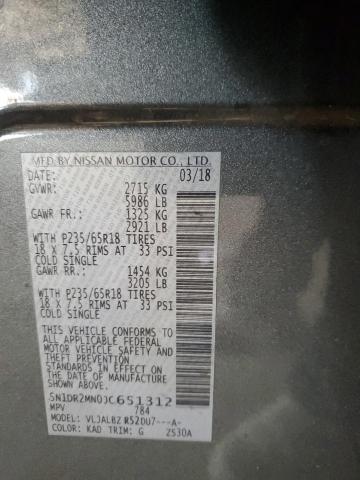 MFD BY NISSAN MOTOR CO., LTD.
DATE: 03/18
GVWR: 2715 KG
5986 LB
GAWR FR: 1325 KG
2921 LB
WITH P235/65R18 TIRES
18 X 7.5 RIMS AT 33 PSI
COLD SINGLE
GAWR RR: 1454 KG
3205 LB
WITH P235/65R18 TIRES
18 X 7.5 RIMS AT 33 PSI
COLD SINGLE
THIS VEHICLE CONFORMS TO
ALL APPLICABLE FEDERAL
MOTOR VEHICLE SAFETY
AND THEFT PREVENTION
STANDARDS IN EFFECT ON THE
DATE OF MANUFACTURE
SHOWN ABOVE.
5N1DR2MN0JC651312
MPV 784
MODEL: VLJALBZ R52DU7---A-
COLOR: KAD TRIM: G ZS30A